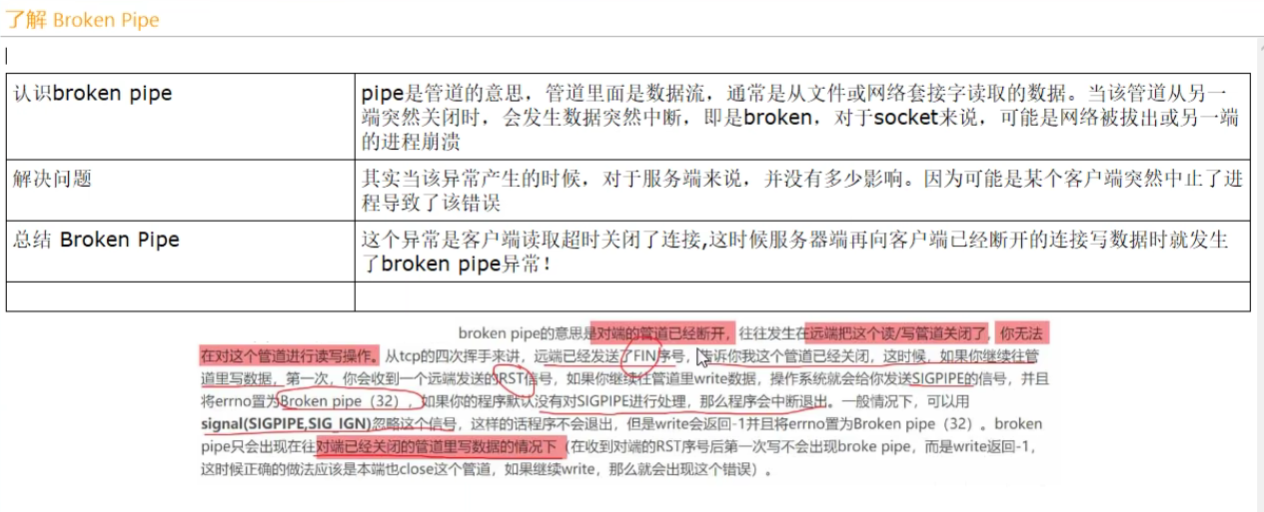 了解 Broken Pipe
认识broken pipe
pipe是管道的意思，管道里面是数据流，通常是从文件或网络套接字读取的数据。当该管道从另一
端突然关闭时，会发生数据突然中断，即是broken，对于socket来说，可能是网络被拔出或另一端
的进程崩溃
解决问题
其实当该异常产生的时候，对于服务端来说，并没有多少影响。因为可能是某个客户端突然中止了进
程导致了该错误
总结 Broken Pipe
这个异常是客户端读取超时关闭了连接,这时候服务器端再向客户端已经断开的连接写数据时就发生
了broken pipe异常！
broken pipe的意思是对端的管道已经断开，往往发生在远端把这个读/写管道关闭了，你无法
在对这个管道进行读写操作。从tcp的四次挥手来讲，远端已经发送了FIN序号，告诉你我这个管道已经关闭，这时候，如果你继续往管
道里写数据，第一次，你会收到一个远端发送的RST信号，如果你继续往管道里write数据，操作系统就会给你发送SIGPIPE的信号，并且
将errno置为Broken pipe（32），如果你的程序默认没有对SIGPIPE进行处理，那么程序会中断退出。一般情况下，可以用
signal(SIGPIPE,SIG_IGN)忽略这个信号，这样的话程序不会退出，但是write会返回-1并且将errno置为Broken pipe（32）。broken
pipe只会出现在往对端已经关闭的管道里写数据的情况下（在收到对端的RST序号后第一次写不会出现broke pipe，而是write返回-1，
这时候正确的做法应该是本端也close这个管道，如果继续write，那么就会出现这个错误）。